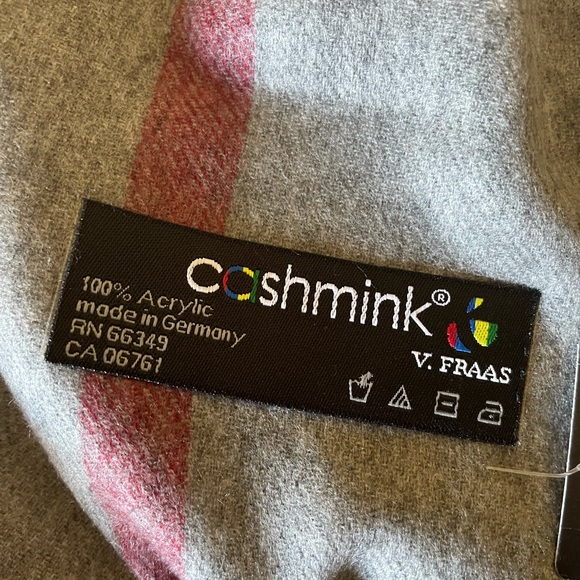 cashmink®
V. FRAAS
100% Acrylic
made in Germany
RN 66349
CA 06761